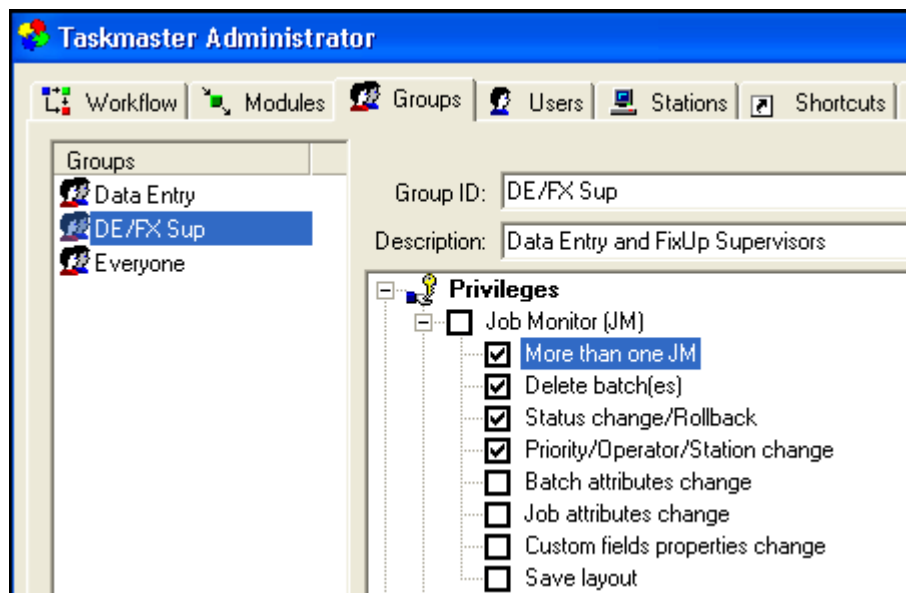 Taskmaster Administrator
Workflow Modules Groups Users Stations Shortcuts
Groups
Data Entry
DE/FX Sup
Everyone
Group ID: DE/FX Sup
Description: Data Entry and FixUp Supervisors
Privileges
Job Monitor (JM)
More than one JM
Delete batch(es)
Status change/Rollback
Priority/Operator/Station change
Batch attributes change
Job attributes change
Custom fields properties change
Save layout